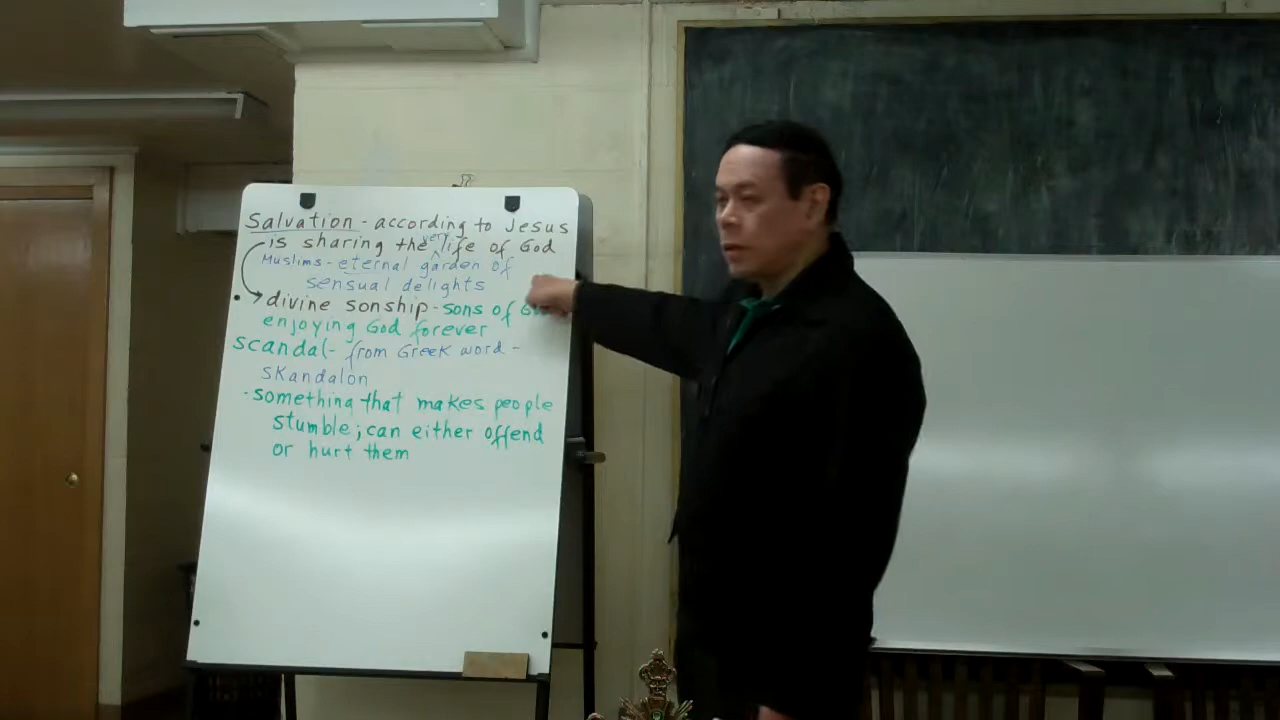 Salvation - according to Jesus
is sharing the very life of God
Muslims - eternal garden of
sensual delights
divine sonship - sons of God
enjoying God forever
scandal - from Greek word -
skandalon
· something that makes people
stumble; can either offend
or hurt them